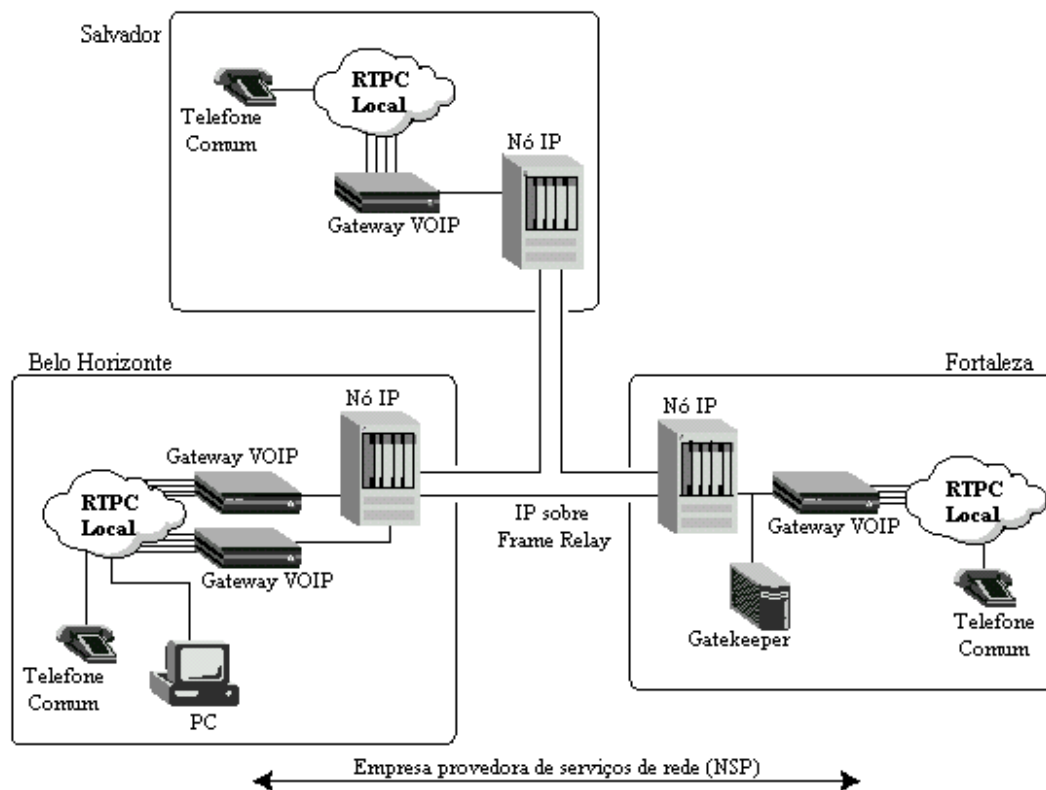 Salvador
RTPC
Local
Telefone
Comum
Nó IP
Gateway VOIP
Belo Horizonte
Nó IP
Gateway VOIP
RTPC
Local
Gateway VOIP
Telefone
Comum
PC
IP sobre
Frame Relay
Fortaleza
Nó IP
RTPC
Local
Gateway VOIP
Gatekeeper
Telefone
Comum
Empresa provedora de serviços de rede (NSP)